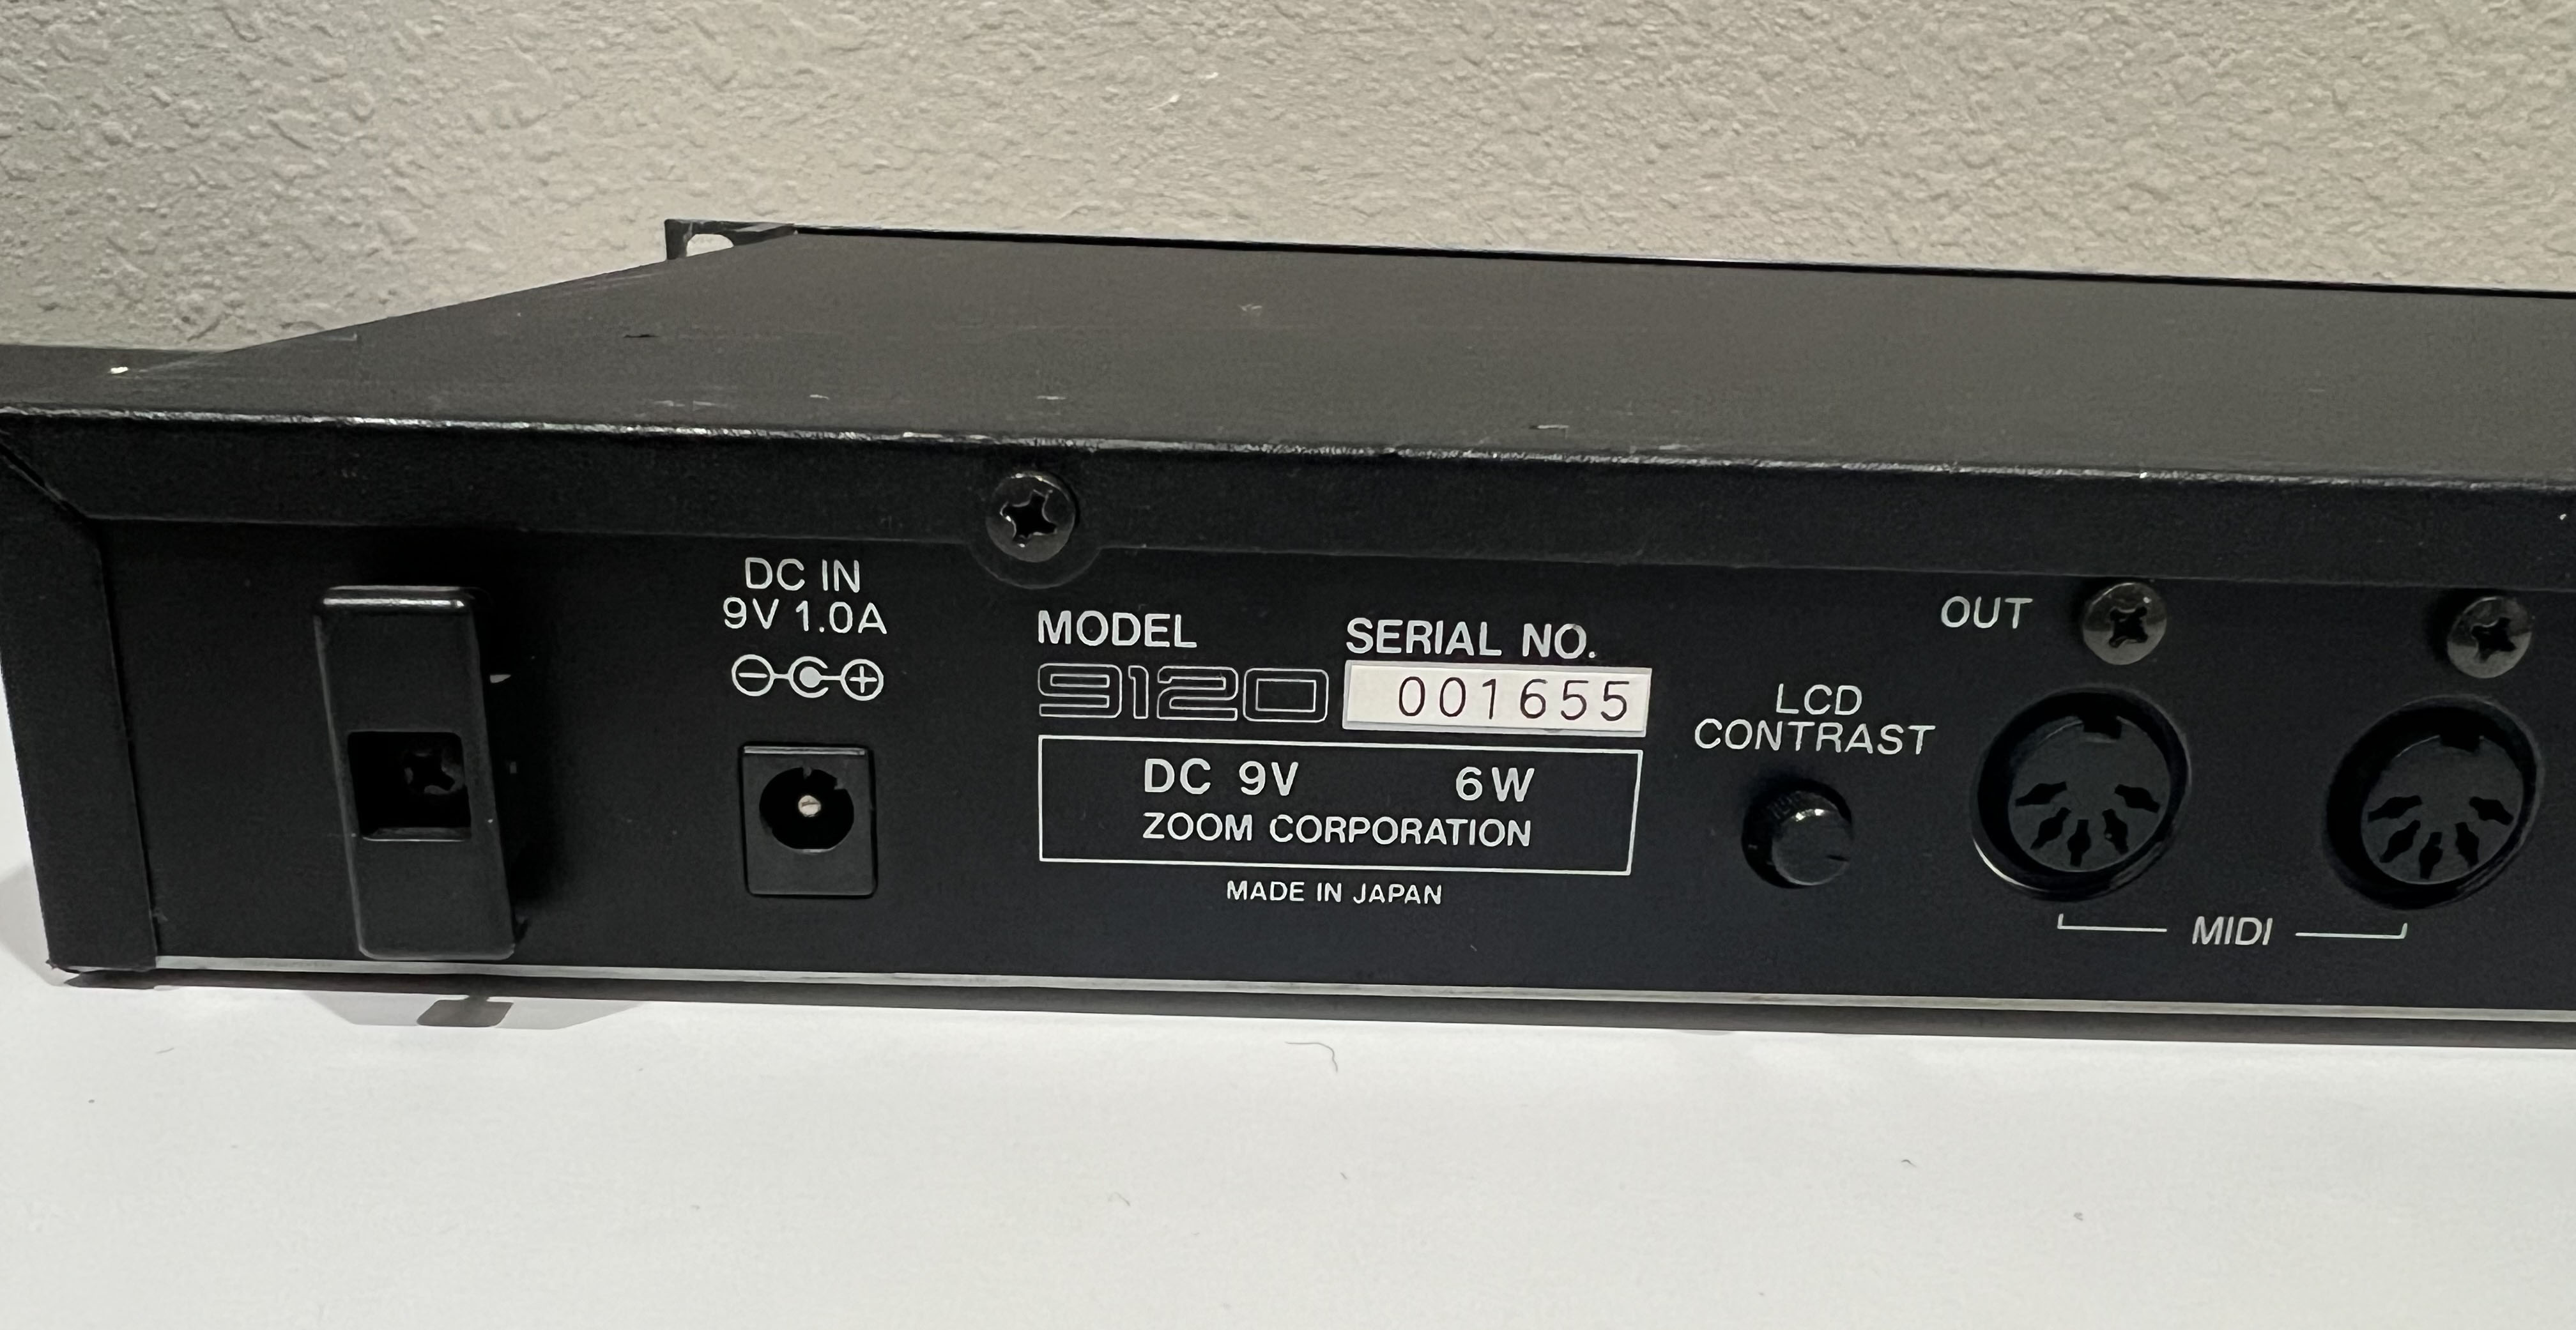 DC IN
9V 1.0A
MODEL
9120
SERIAL NO.
001655
DC 9V 6W
ZOOM CORPORATION
MADE IN JAPAN
LCD
CONTRAST
OUT
MIDI